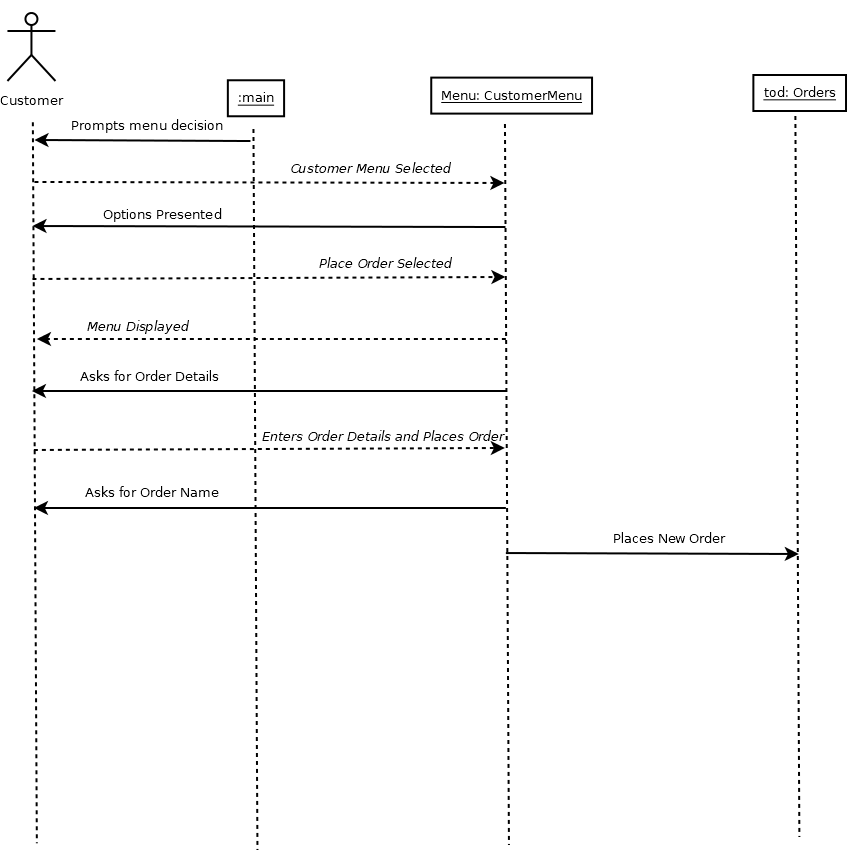 Customer
:main
Menu: CustomerMenu
tod: Orders
Prompts menu decision
Customer Menu Selected
Options Presented
Place Order Selected
Menu Displayed
Asks for Order Details
Enters Order Details and Places Order
Asks for Order Name
Places New Order